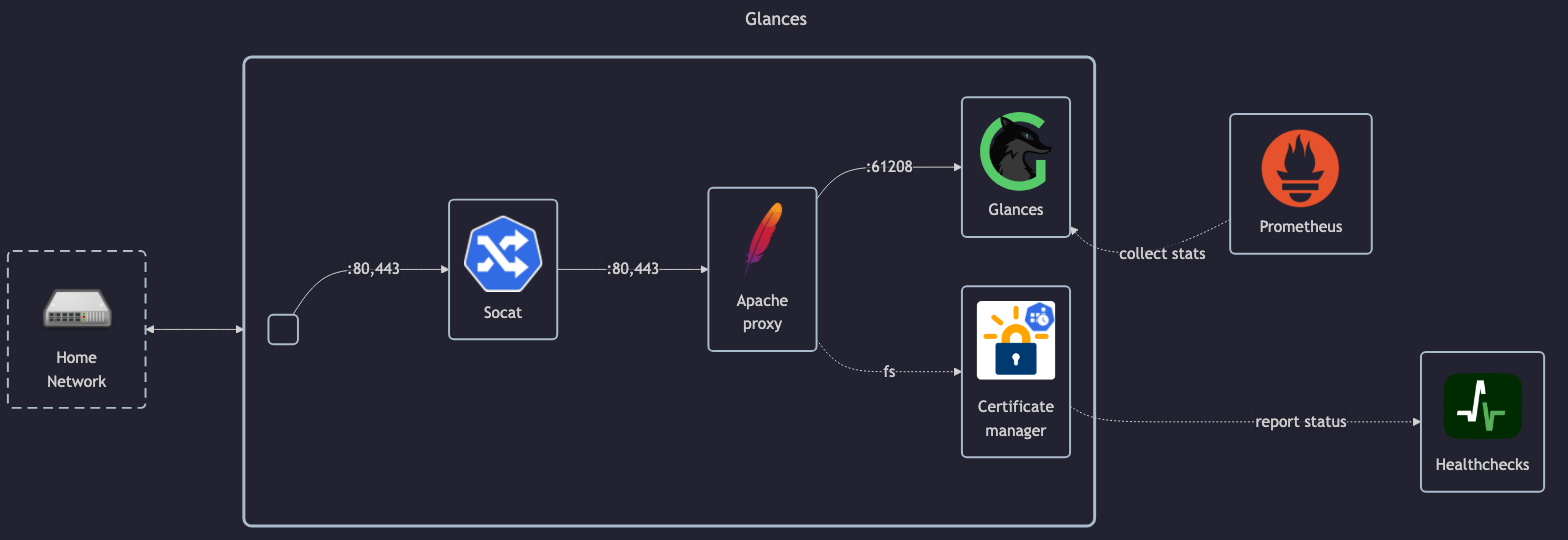 Glances
Home
Network
:80,443
Socat
:80,443
Apache
proxy
:61208
fs
Glances
Certificate
manager
collect stats
Prometheus
report status
Healthchecks